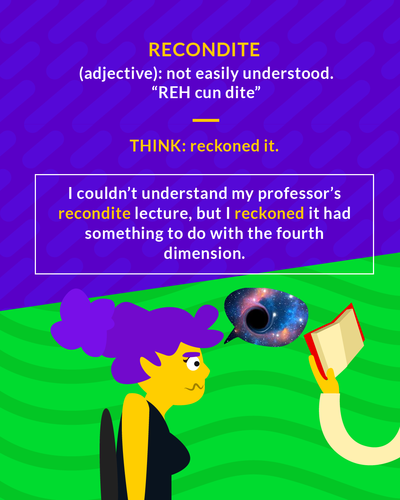 RECONDITE
(adjective): not easily understood.
“REH cun dite”
THINK: reckoned it.
I couldn’t understand my professor’s
recondite lecture, but I reckoned it had
something to do with the fourth
dimension.